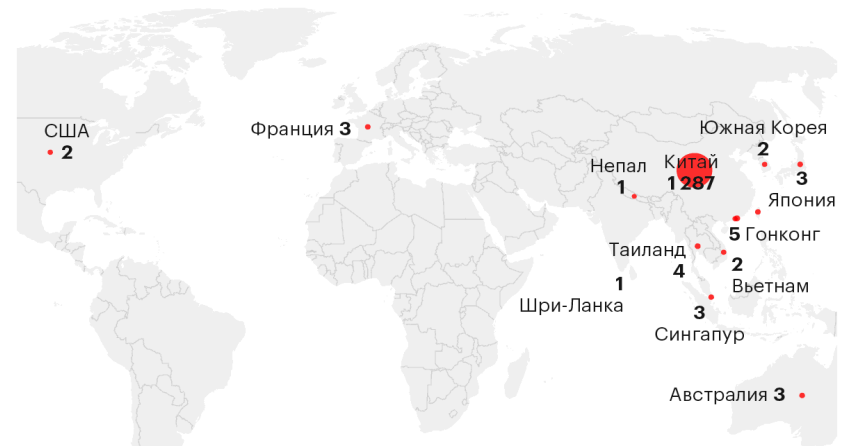 США
2
Франция 3
Южная Корея
2
Китай
1 287
Непал
1
3
Япония
5 Гонконг
Таиланд
4
2
Вьетнам
1
Шри-Ланка
3
Сингапур
Австралия 3